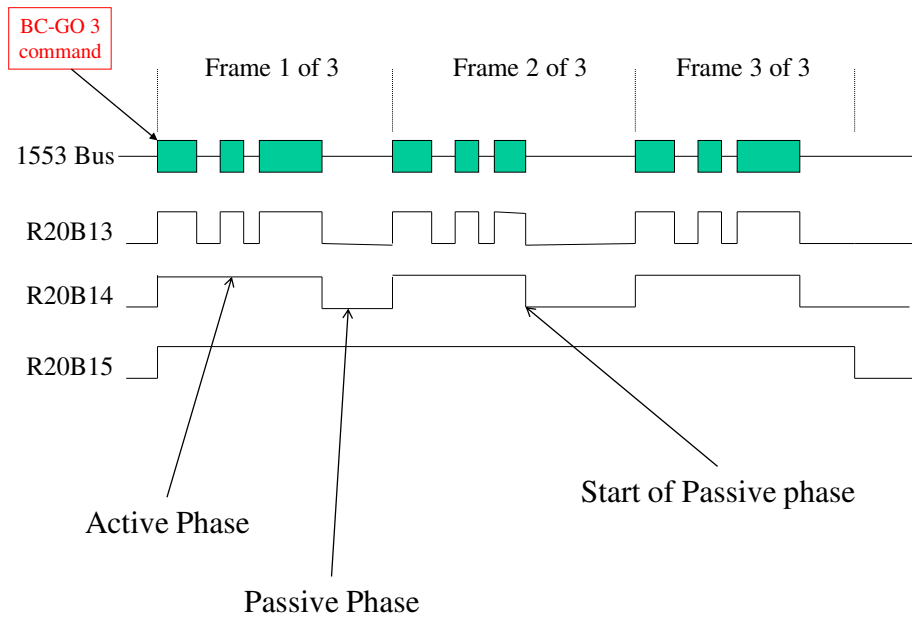 BC-GO 3
command
Frame 1 of 3
Frame 2 of 3
Frame 3 of 3
1553 Bus
R20B13
R20B14
R20B15
Start of Passive phase
Active Phase
Passive Phase